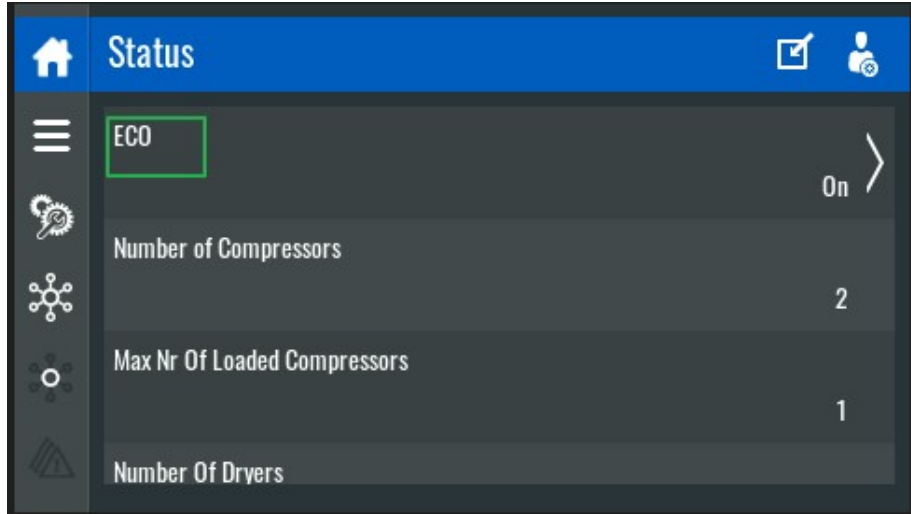 Status
ECO
On
Number of Compressors
2
Max Nr Of Loaded Compressors
1
Number Of Dryers